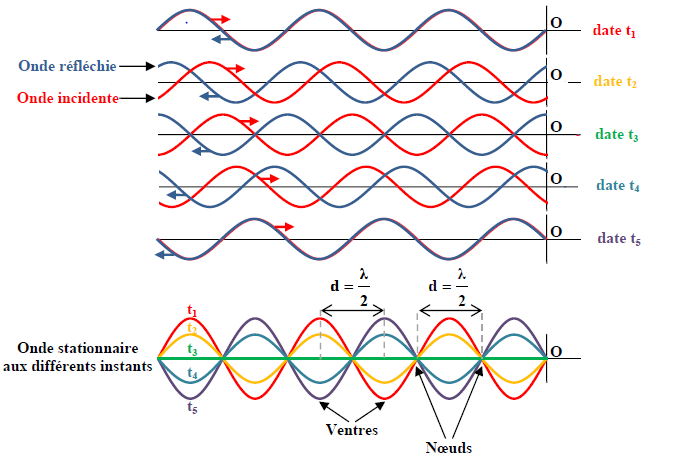 O
date t₁
Onde réfléchie
O
date t₂
Onde incidente
O
date t₃
O
date t₄
O
date t₅
d = λ/2
d = λ/2
t₁
t₂
t₃
t₄
t₅
Onde stationnaire
aux différents instants
O
Ventres
Nœuds